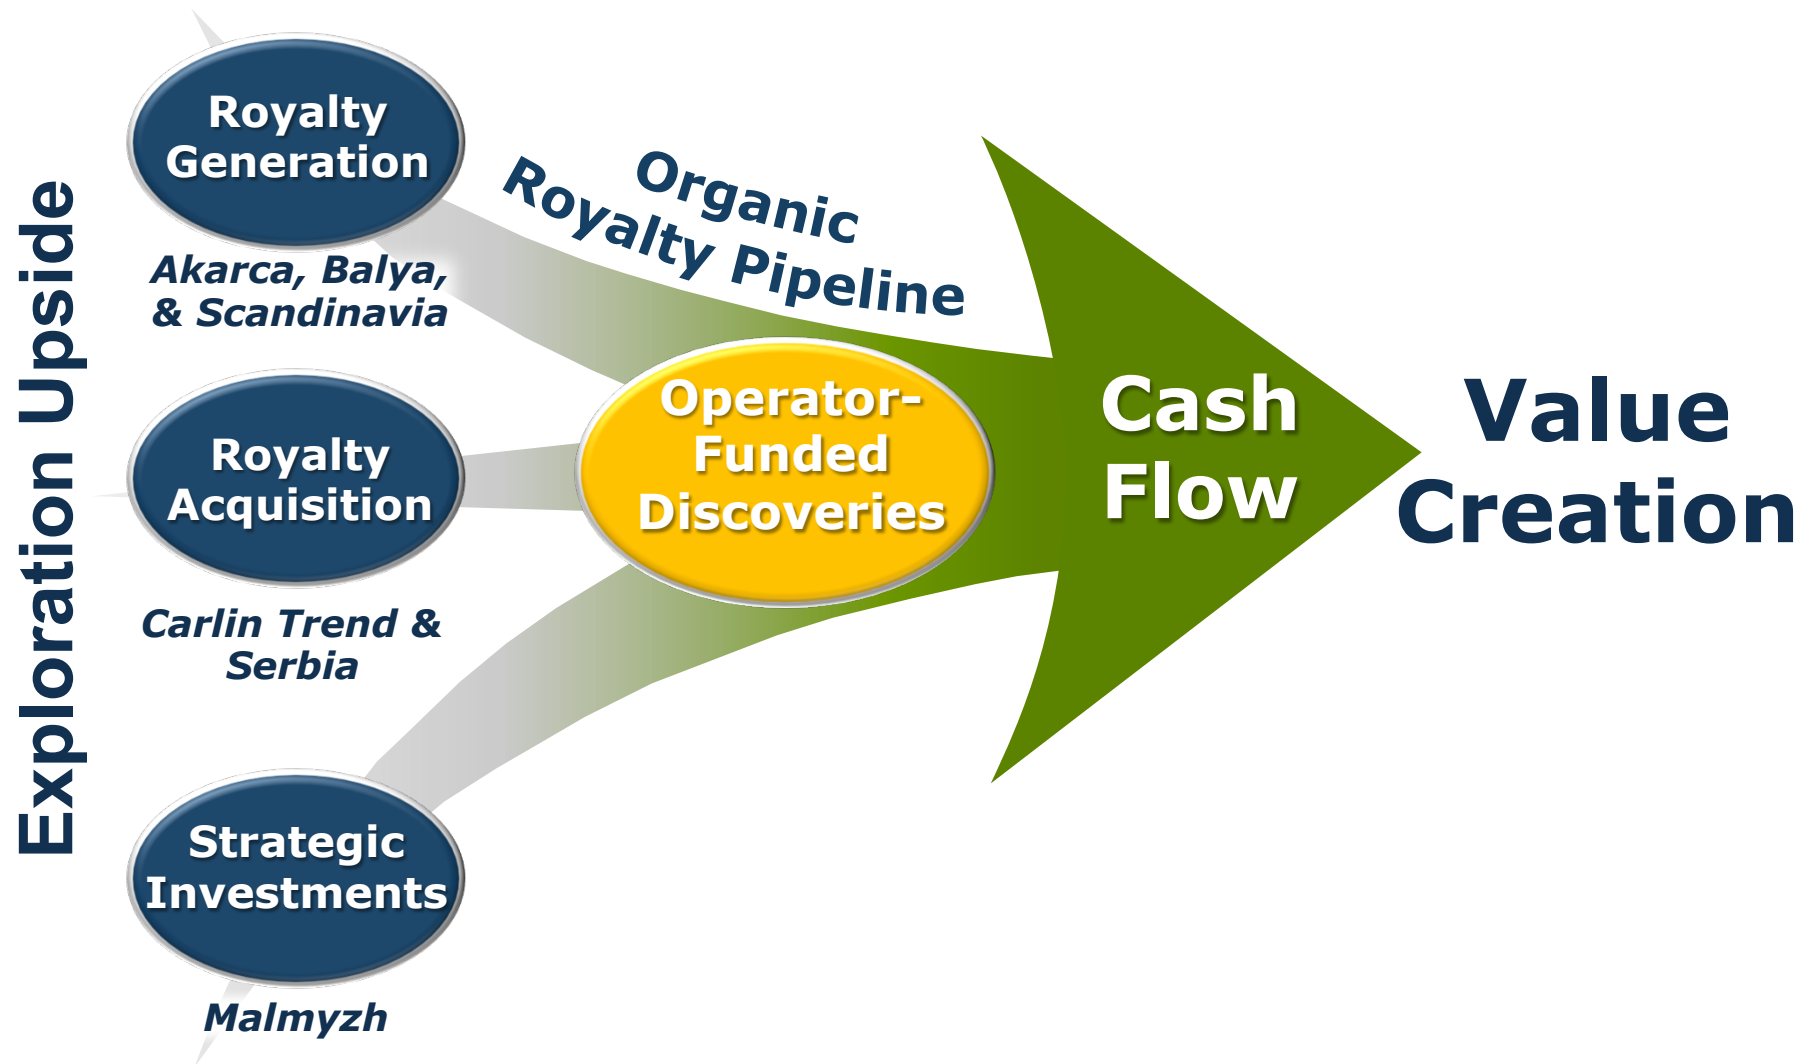 Exploration Upside
Royalty
Generation
Akarca, Balya,
& Scandinavia
Royalty
Acquisition
Carlin Trend &
Serbia
Strategic
Investments
Malmyzh
Organic
Royalty Pipeline
Operator-
Funded
Discoveries
Cash
Flow
Value
Creation